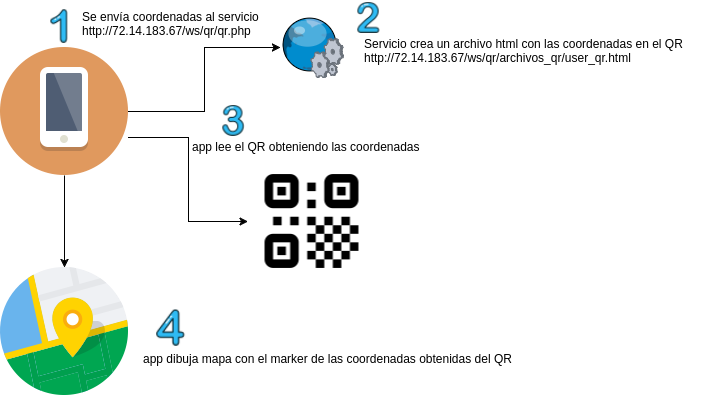 1
Se envía coordenadas al servicio
http://72.14.183.67/ws/qr/qr.php
2
Servicio crea un archivo html con las coordenadas en el QR
http://72.14.183.67/ws/qr/archivos_qr/user_qr.html
3
app lee el QR obteniendo las coordenadas
4
app dibuja mapa con el marker de las coordenadas obtenidas del QR